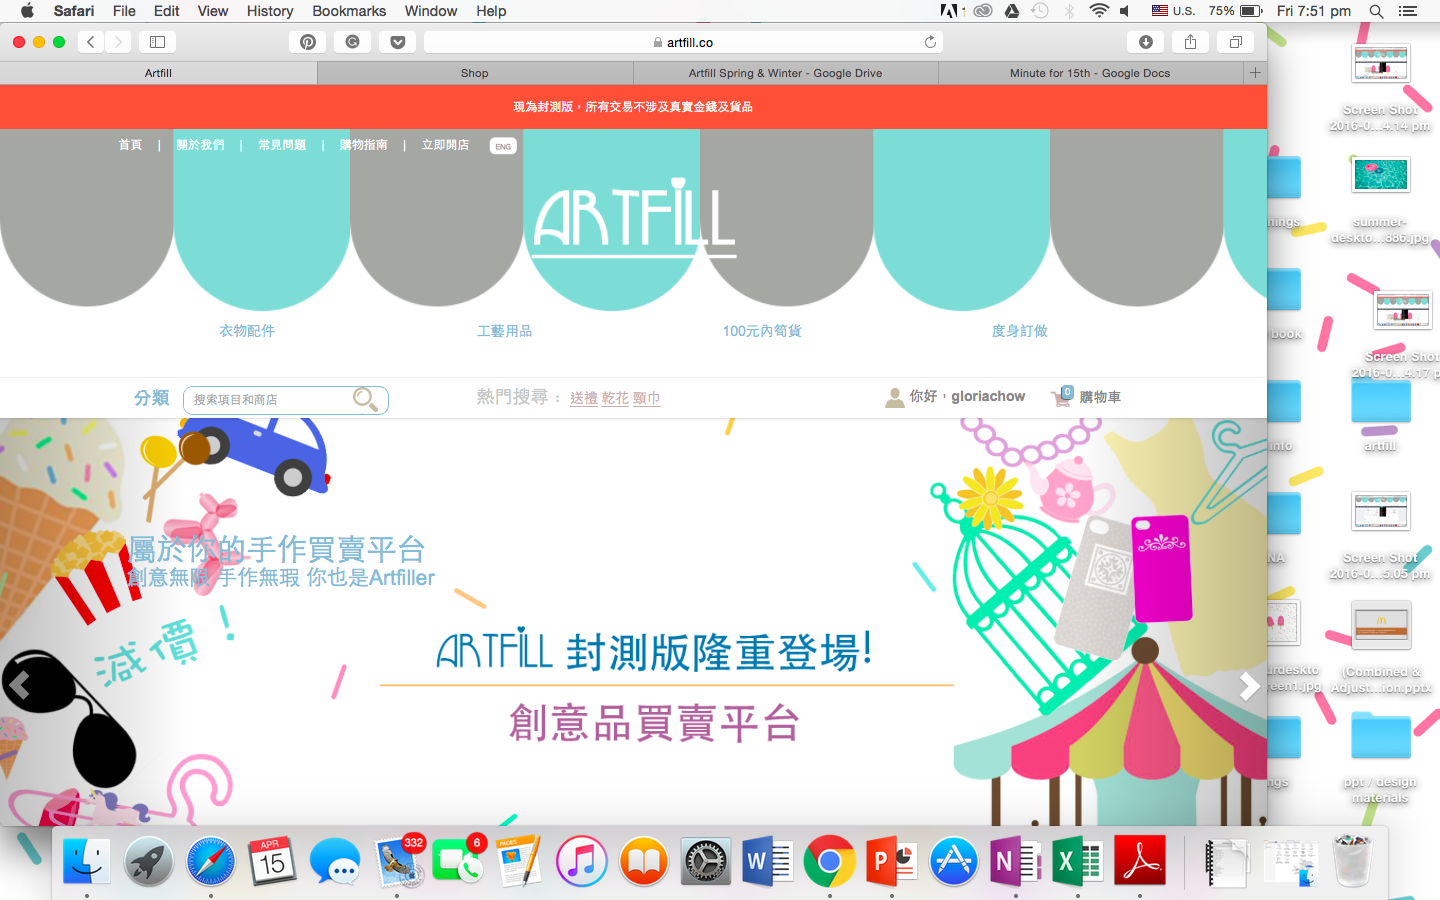 Safari File Edit View History Bookmarks Window Help U.S. 75% Fri 7:51 pm
artfill.co
Artfill Shop Artfill Spring & Winter - Google Drive Minute for 15th - Google Docs
現為封測版，所有交易不涉及真實金錢及貨品
首頁 | 關於我們 | 常見問題 | 購物指南 | 立即開店 ENG
ARTFILL
衣物配件 工藝用品 100元內筍貨 度身訂做
分類 搜索項目和商店 熱門搜尋： 送禮 乾花 頸巾 你好，gloriachow 0 購物車
屬於你的手作買賣平台
創意無限 手作無瑕 你也是Artfiller
減價！
ARTFILL 封測版隆重登場!
創意品買賣平台
Screen Shot
2016-0...4.14 pm
summer-
deskto...886.jpg
book
Screen Shot
2016-0...4.17 p
info
artfill
NA
Screen Shot
2016-0...5.05 pm
(Combined &
Adjust...ion.pptx
ppt / design
materials
APR
15
332
6
PAGES